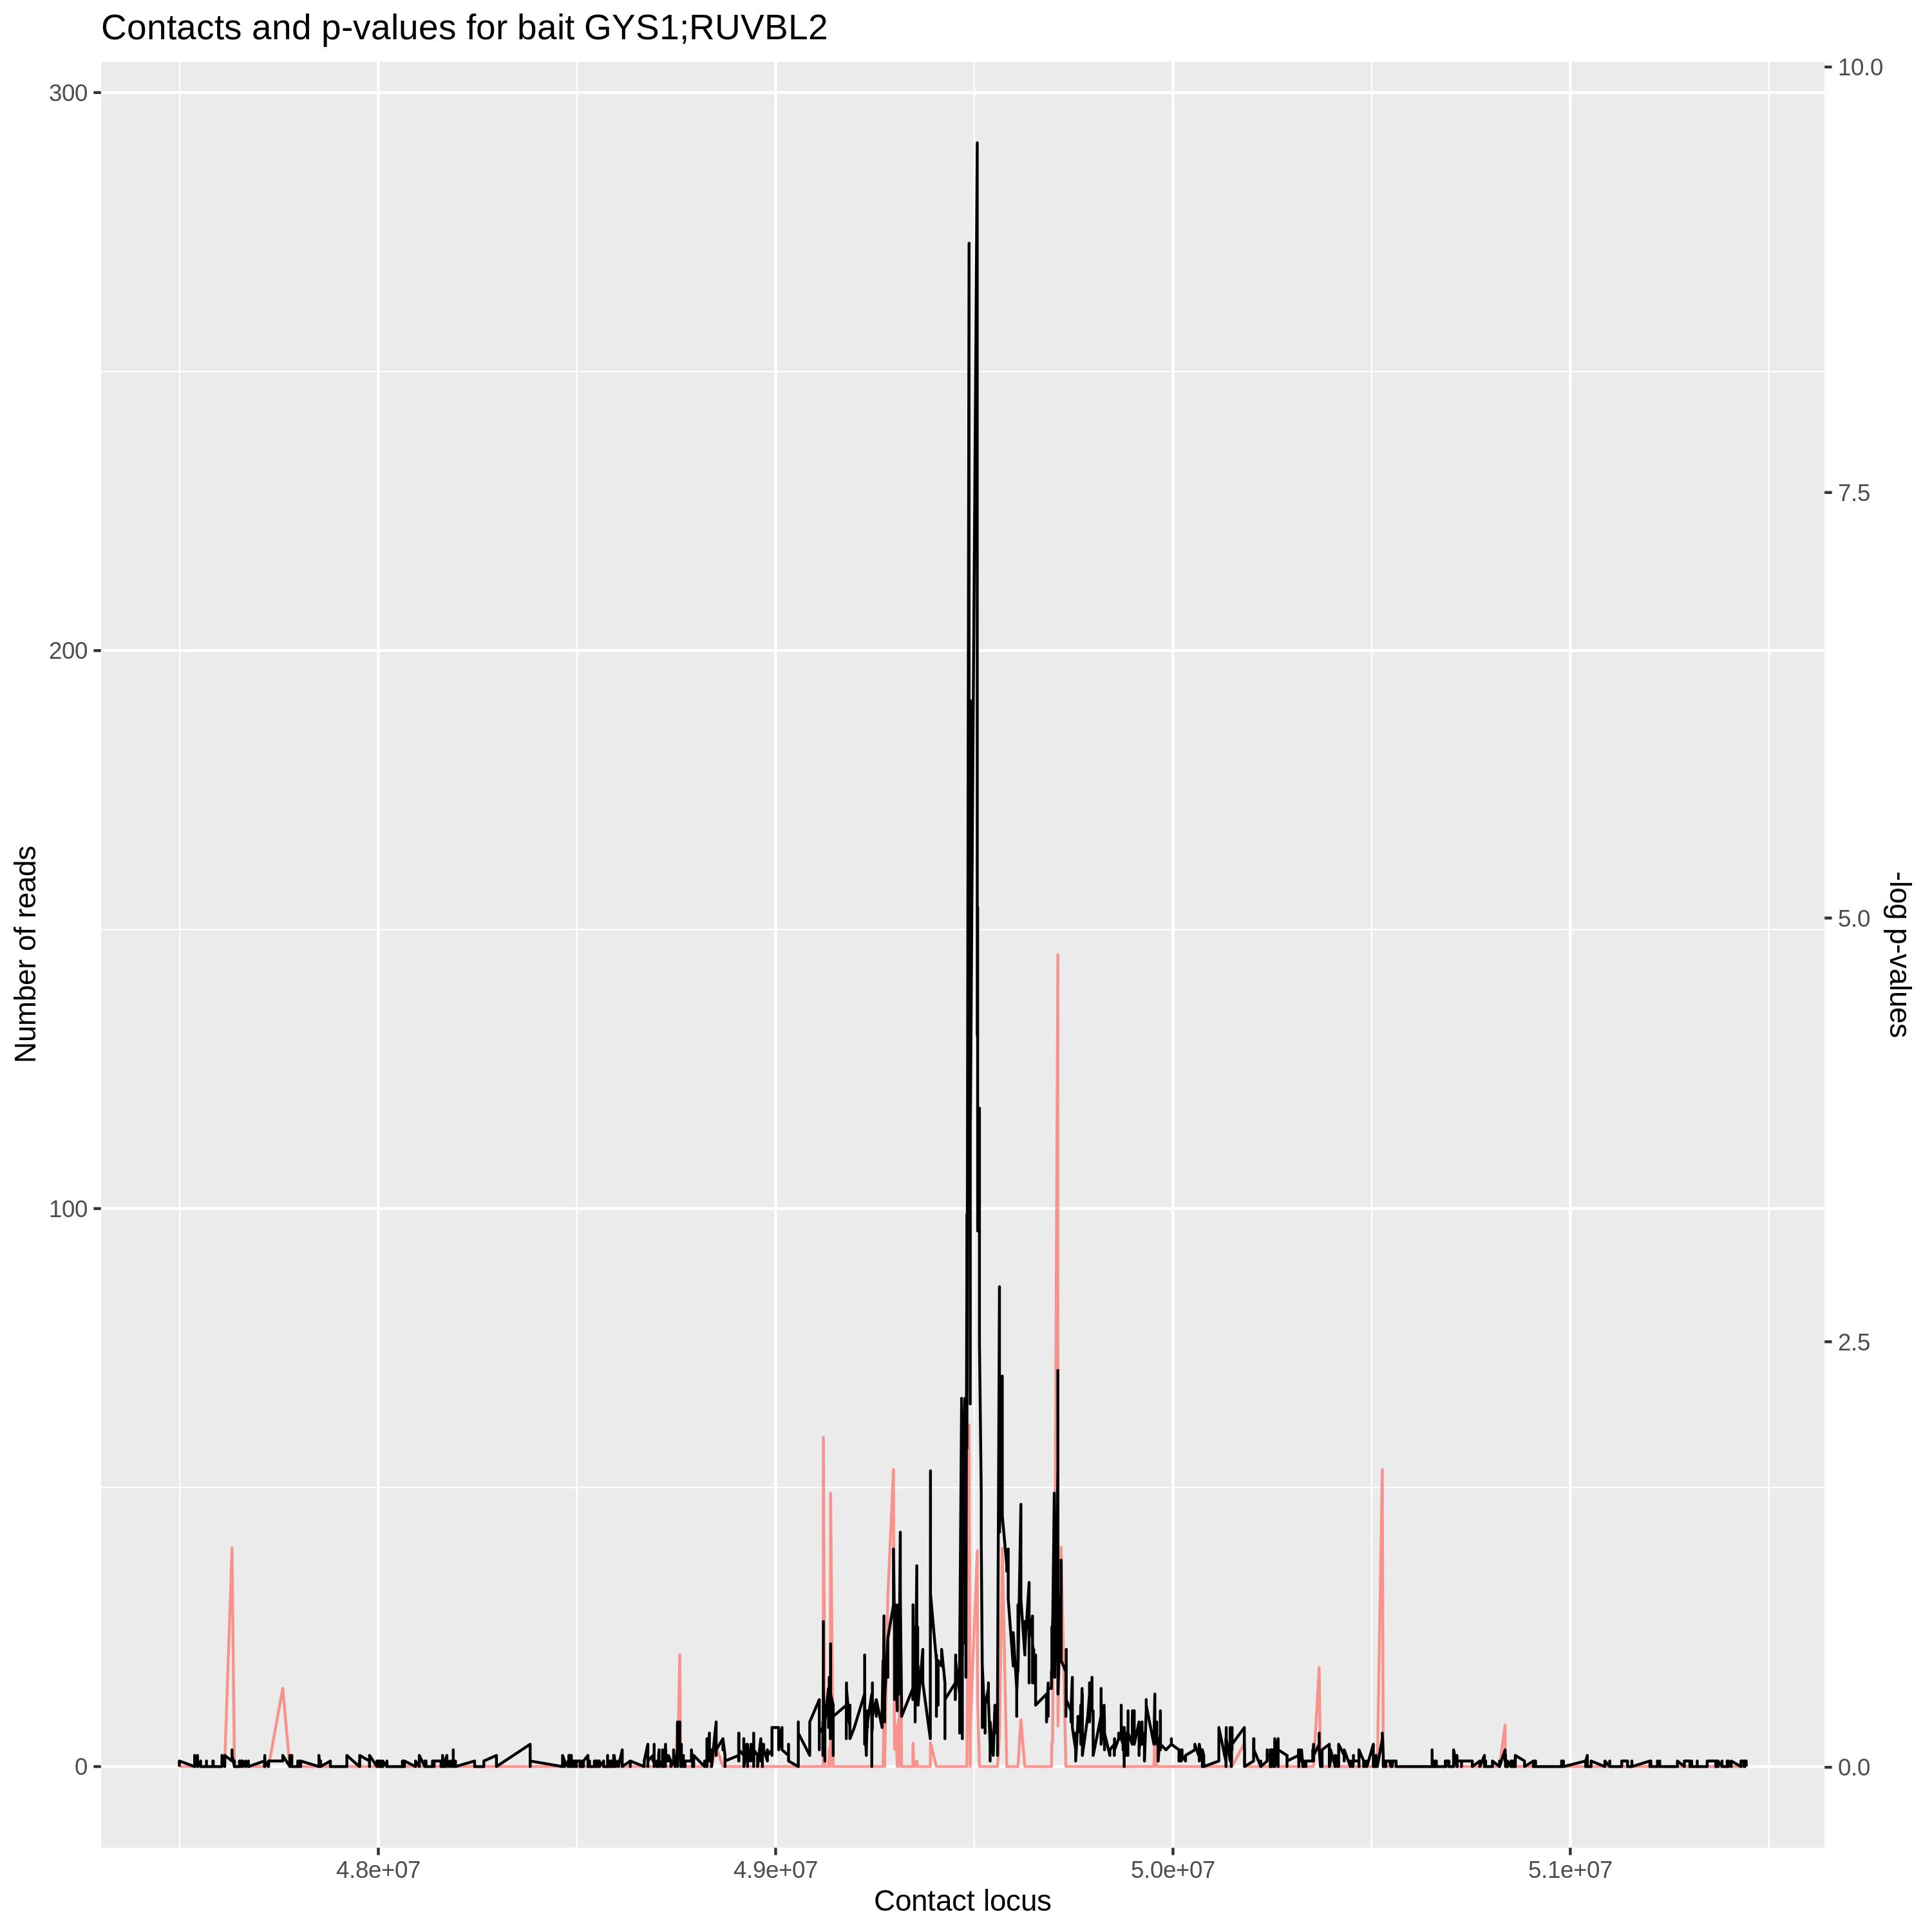 Contacts and p-values for bait GYS1;RUVBL2
300
200
100
0
10.0
7.5
5.0
2.5
0.0
Number of reads
-log p-values
4.8e+07
4.9e+07
5.0e+07
5.1e+07
Contact locus